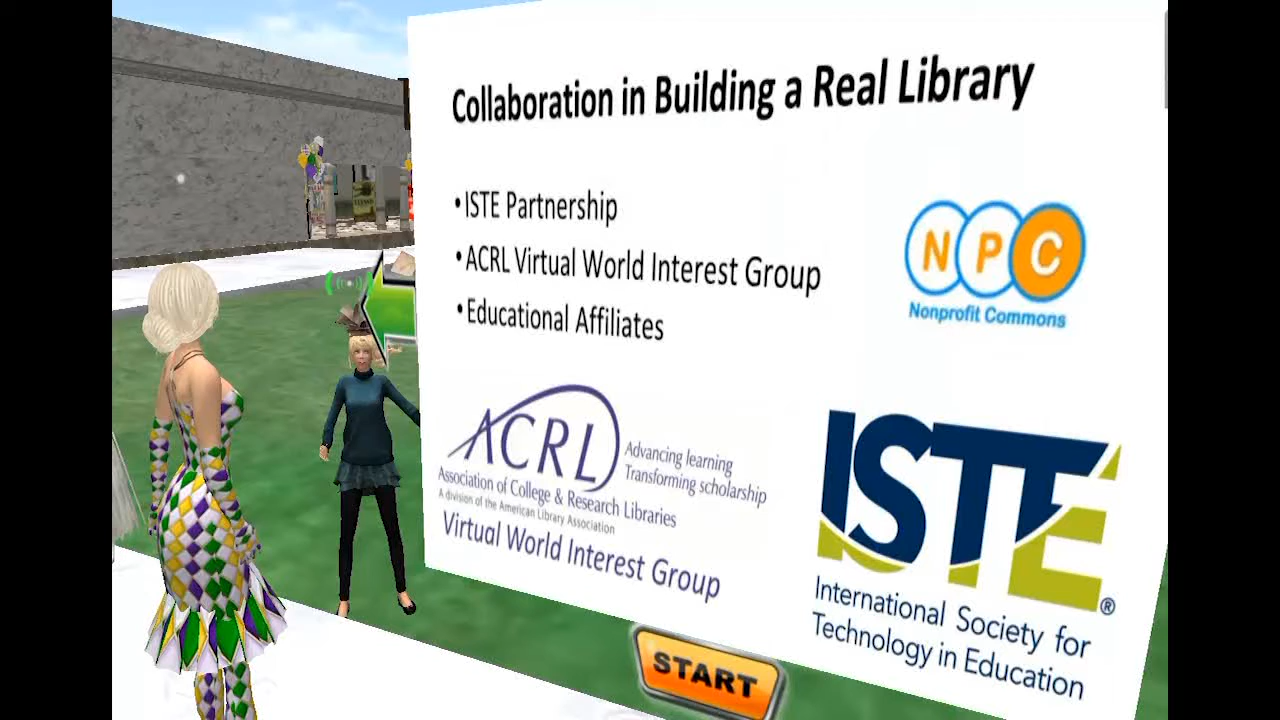 Collaboration in Building a Real Library
•ISTE Partnership
•ACRL Virtual World Interest Group
•Educational Affiliates
NPC
Nonprofit Commons
ACRL
Advancing learning
Transforming scholarship
Association of College & Research Libraries
A division of the American Library Association
Virtual World Interest Group
ISTE®
International Society for
Technology in Education
START